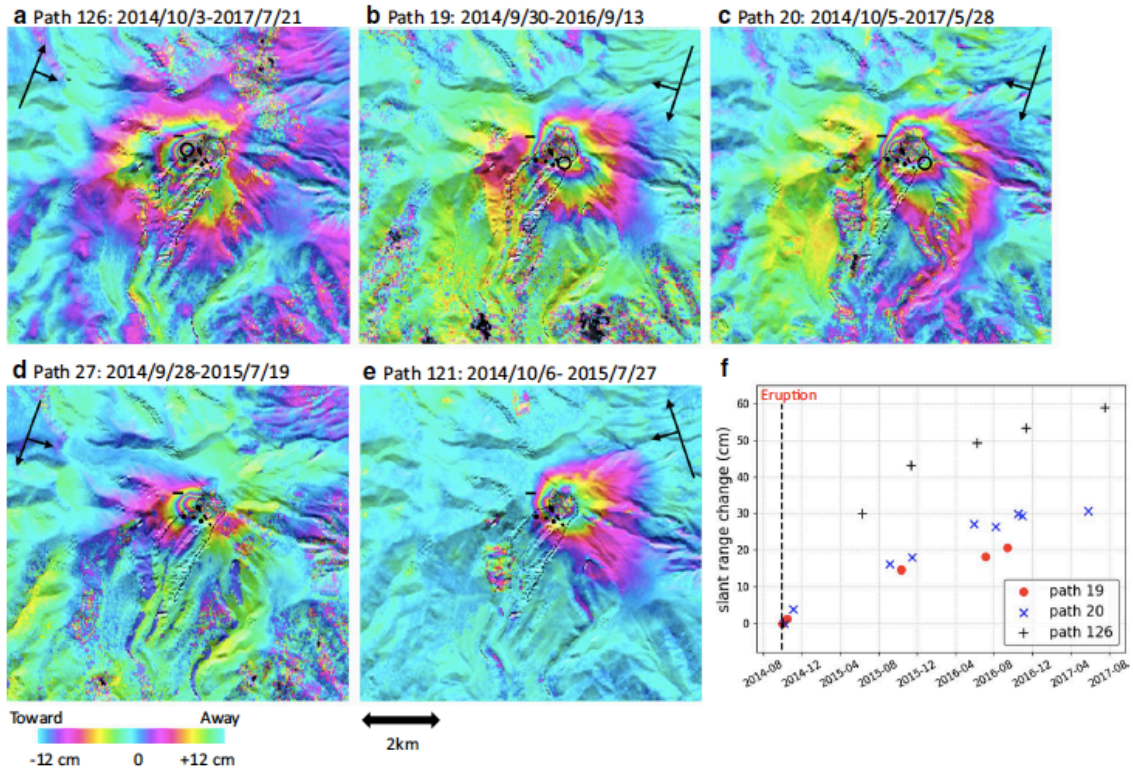 a Path 126: 2014/10/3-2017/7/21
b Path 19: 2014/9/30-2016/9/13
c Path 20: 2014/10/5-2017/5/28
d Path 27: 2014/9/28-2015/7/19
e Path 121: 2014/10/6- 2015/7/27
f
Eruption
slant range change (cm)
60
50
40
30
20
10
0
path 19
path 20
path 126
2014-08
2014-12
2015-04
2015-08
2015-12
2016-04
2016-08
2016-12
2017-04
2017-08
Toward Away
-12 cm 0 +12 cm
2km